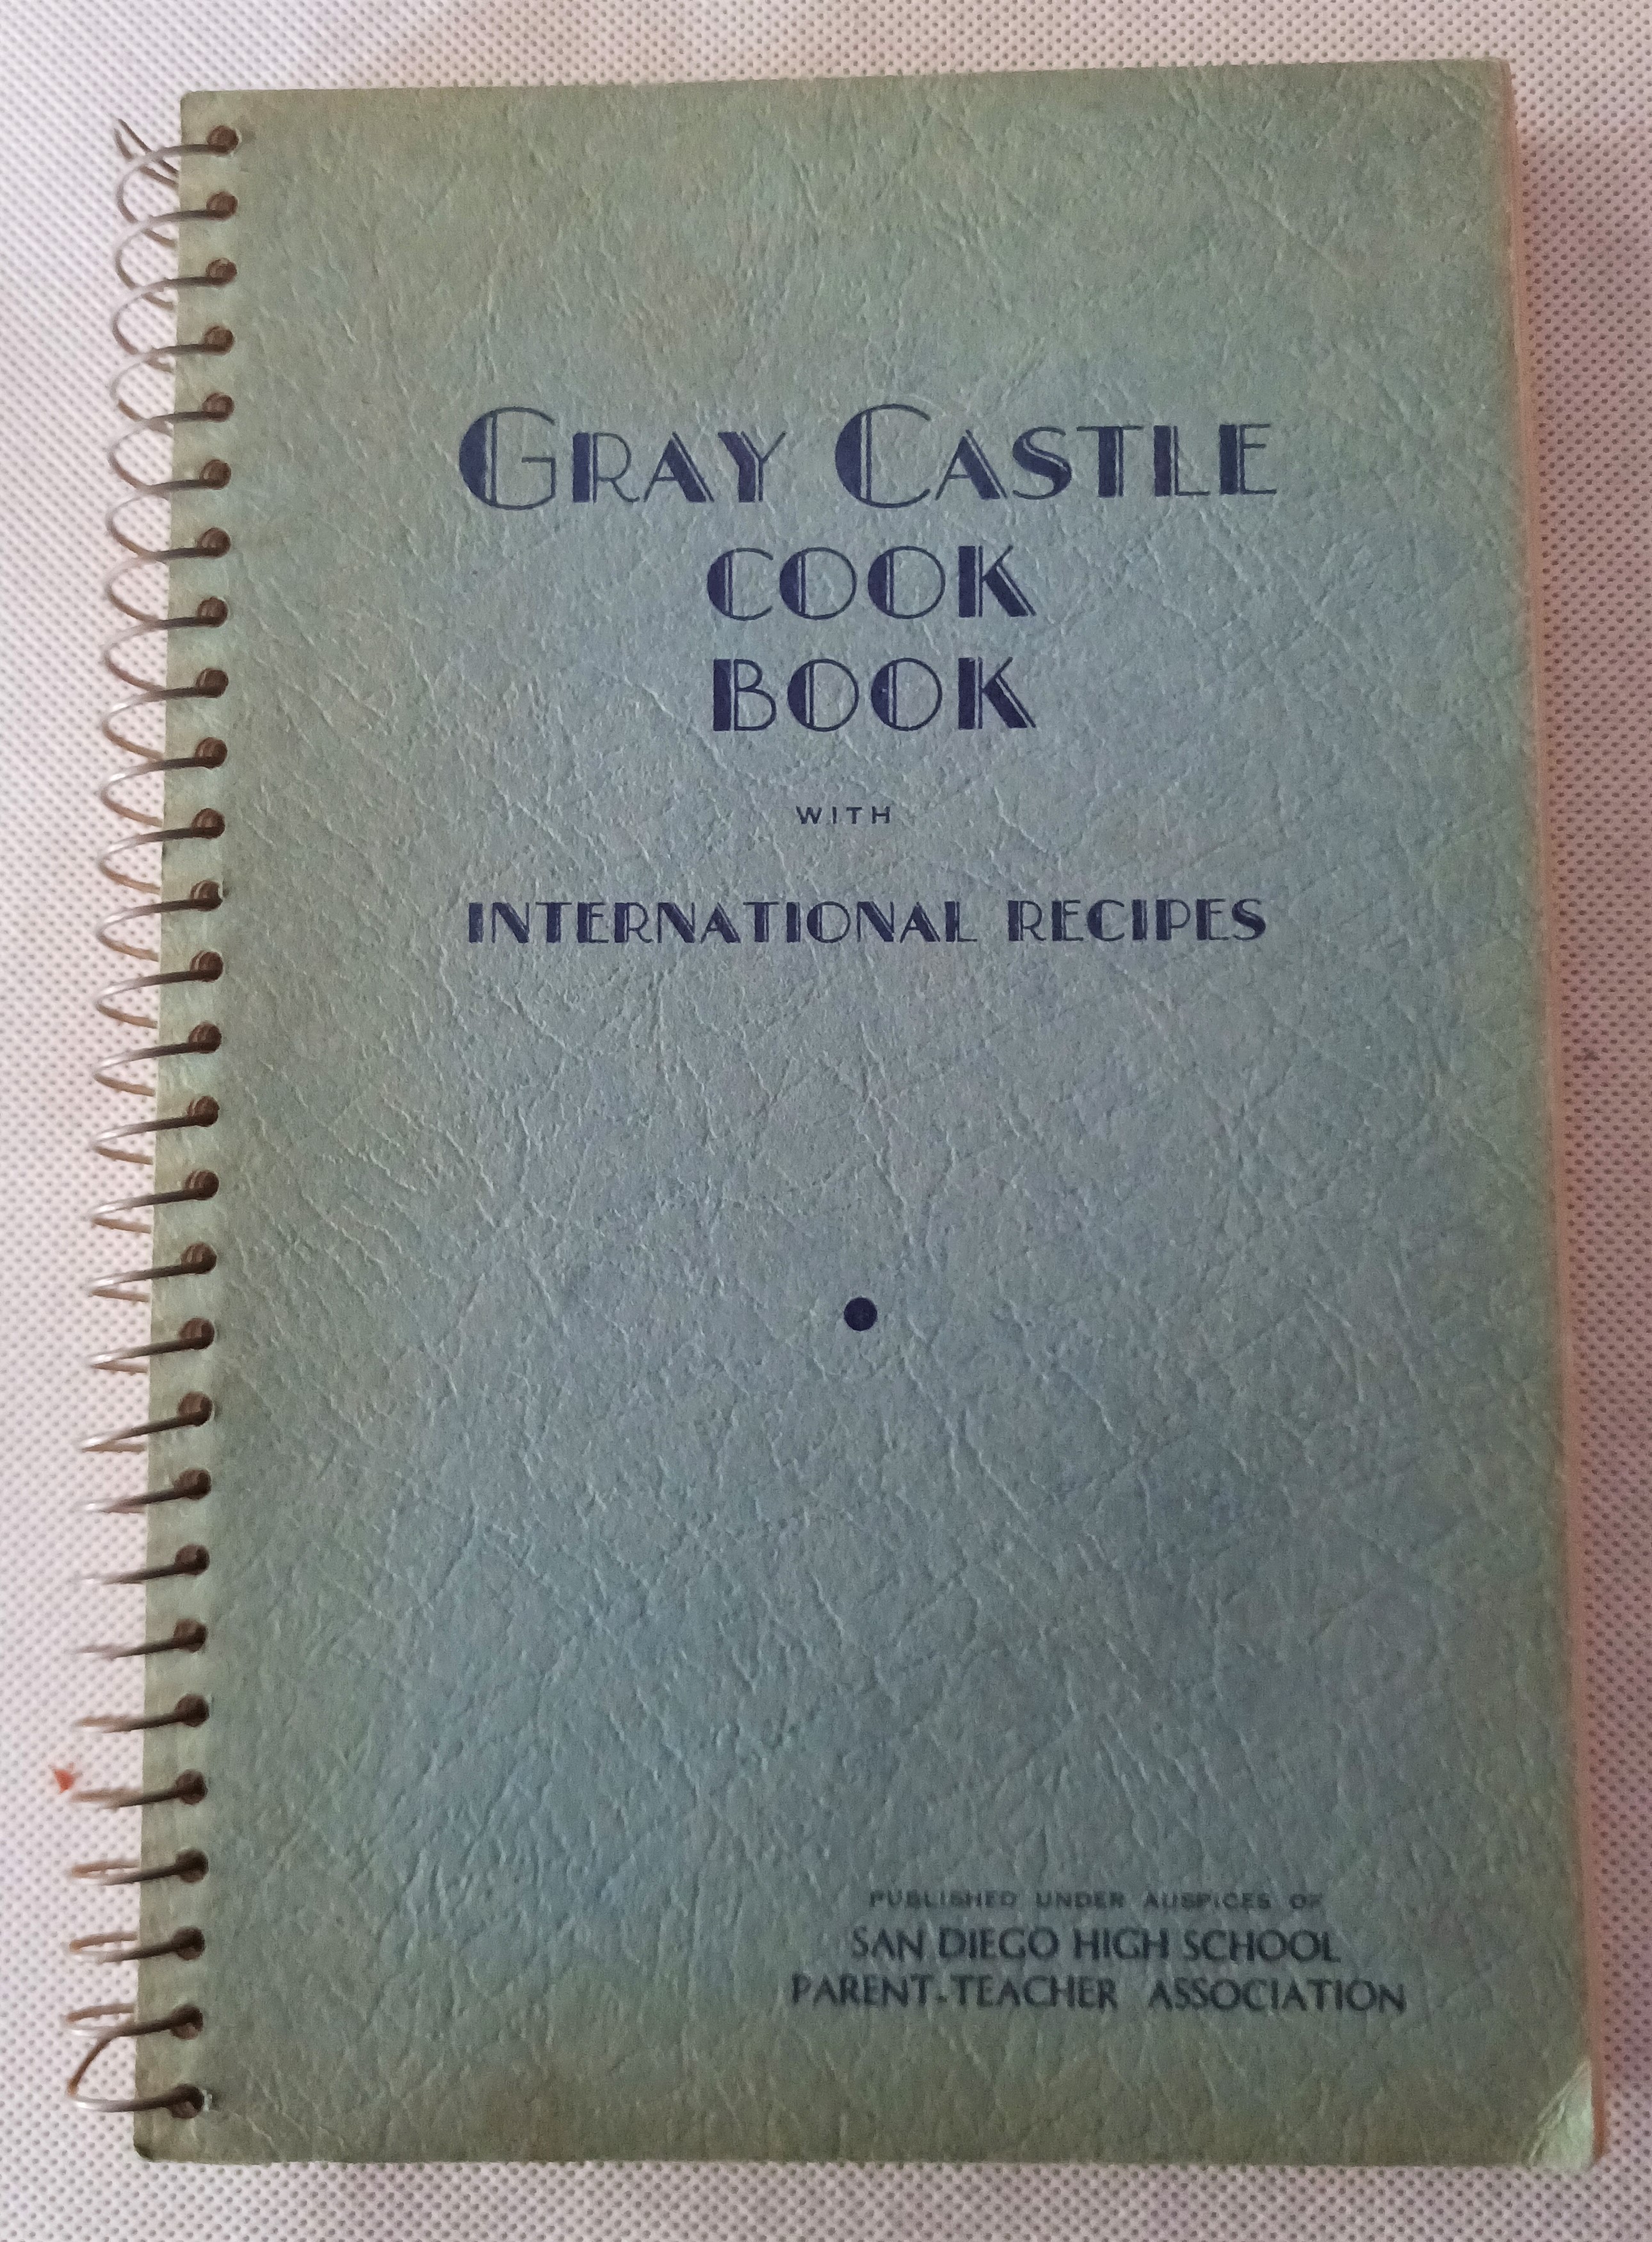 GRAY CASTLE
COOK
BOOK
WITH
INTERNATIONAL RECIPES
PUBLISHED UNDER AUSPICES OF
SAN DIEGO HIGH SCHOOL
PARENT-TEACHER ASSOCIATION